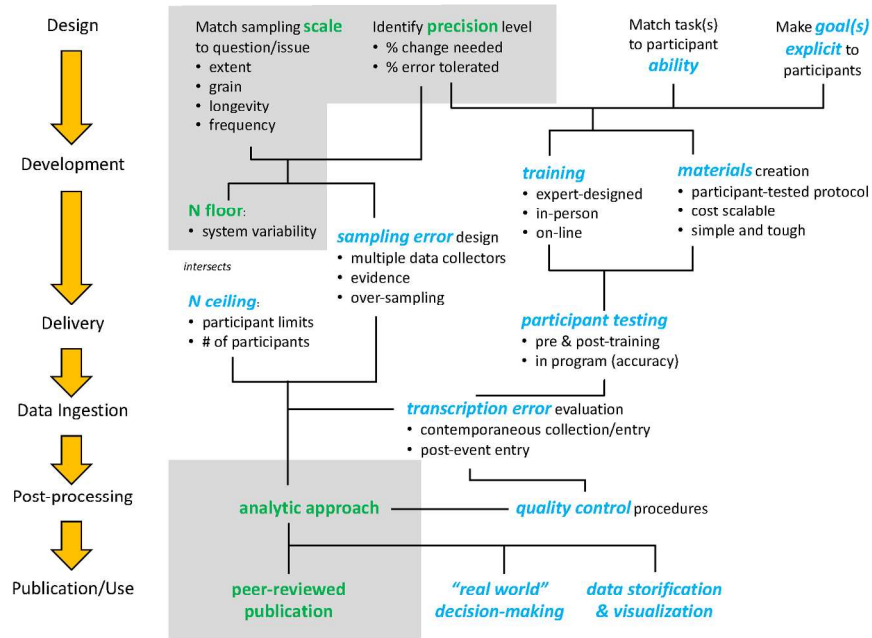 Design
Match sampling scale
to question/issue
• extent
• grain
• longevity
• frequency
Identify precision level
• % change needed
• % error tolerated
Match task(s)
to participant
ability
Make goal(s)
explicit to
participants
Development
training
• expert-designed
• in-person
• on-line
materials creation
• participant-tested protocol
• cost scalable
• simple and tough
N floor:
• system variability
sampling error design
• multiple data collectors
• evidence
• over-sampling
intersects
N ceiling:
• participant limits
• # of participants
Delivery
participant testing
• pre & post-training
• in program (accuracy)
Data Ingestion
transcription error evaluation
• contemporaneous collection/entry
• post-event entry
Post-processing
analytic approach
quality control procedures
Publication/Use
peer-reviewed
publication
“real world”
decision-making
data storification
& visualization